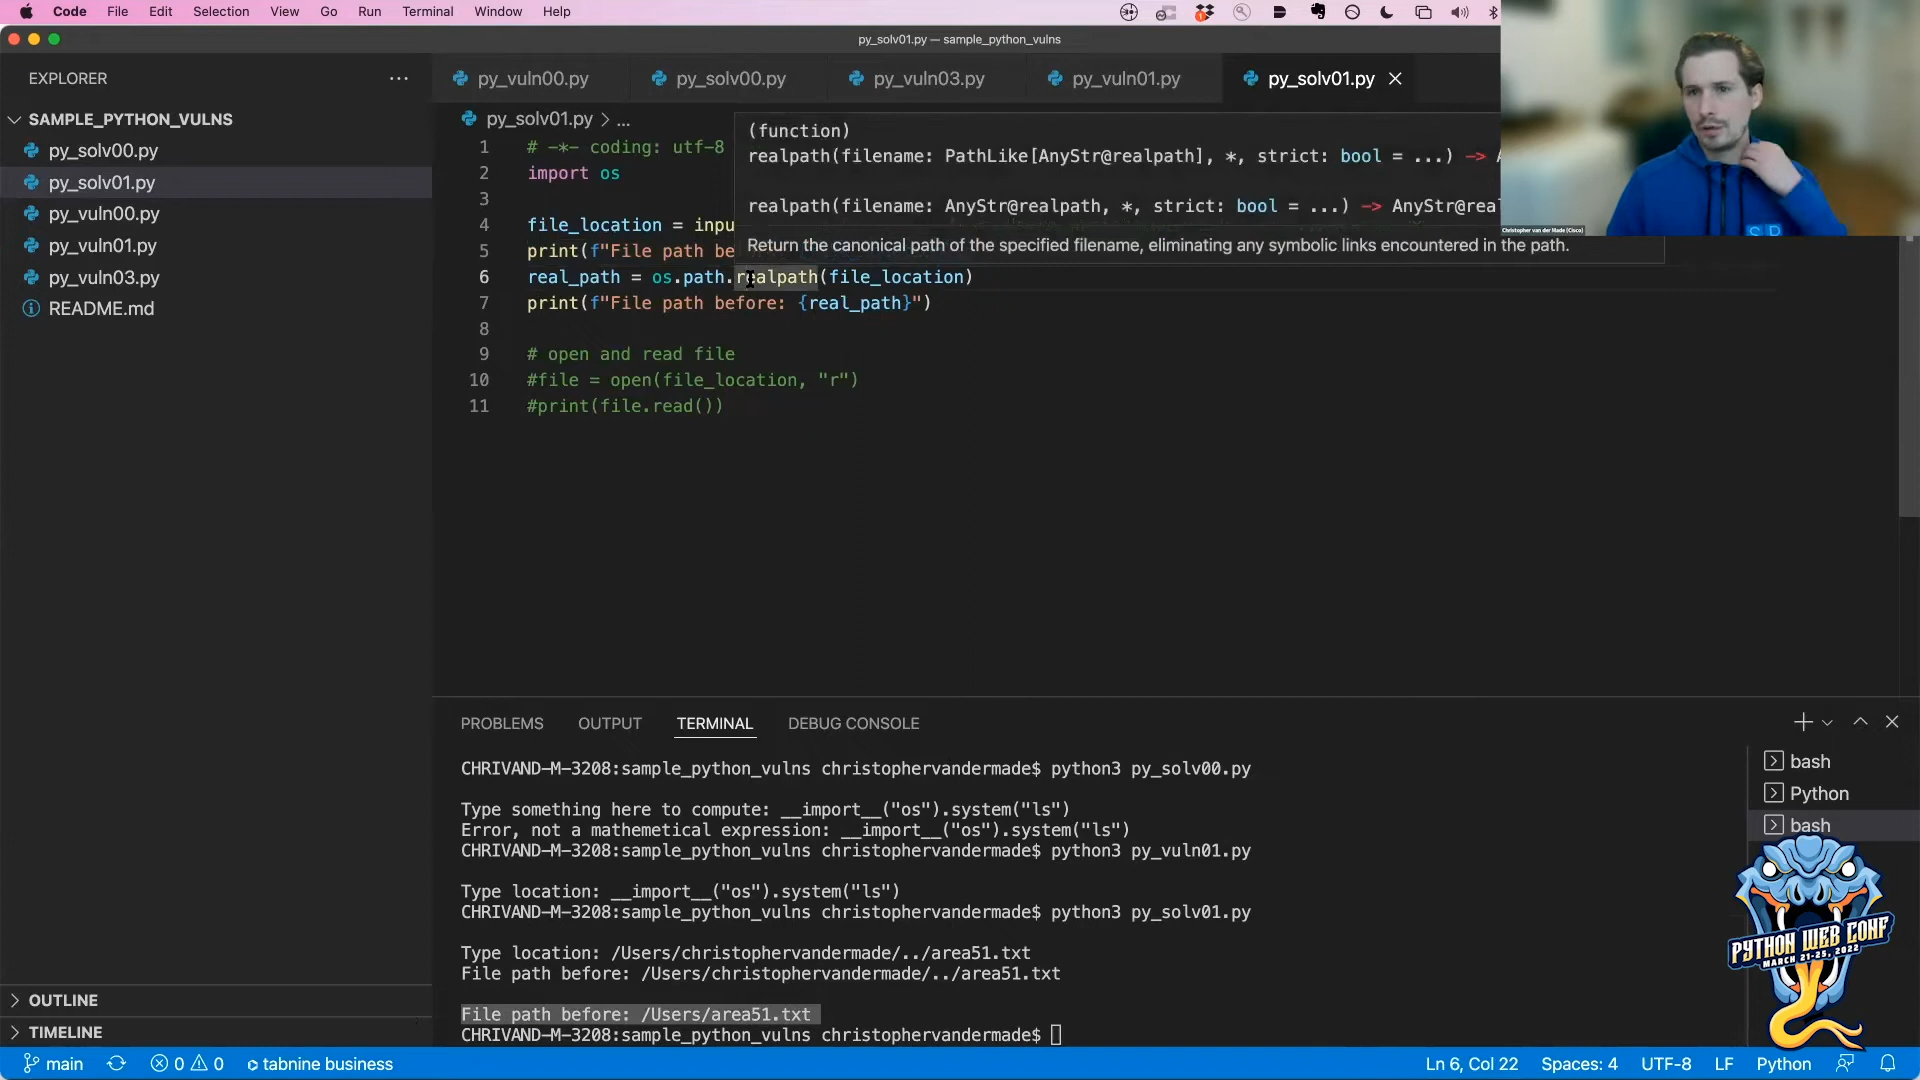 Code File Edit Selection View Go Run Terminal Window Help
py_solv01.py — sample_python_vulns
EXPLORER
SAMPLE_PYTHON_VULNS
py_solv00.py
py_solv01.py
py_vuln00.py
py_vuln01.py
py_vuln03.py
README.md
OUTLINE
TIMELINE
py_vuln00.py py_solv00.py py_vuln03.py py_vuln01.py py_solv01.py
py_solv01.py > ...
1 # -*- coding: utf-8
2 import os
3
4 file_location = inpu
5 print(f"File path be
6 real_path = os.path.realpath(file_location)
7 print(f"File path before: {real_path}")
8
9 # open and read file
10 #file = open(file_location, "r")
11 #print(file.read())
(function)
realpath(filename: PathLike[AnyStr@realpath], *, strict: bool = ...) ->
realpath(filename: AnyStr@realpath, *, strict: bool = ...) -> AnyStr@real
Return the canonical path of the specified filename, eliminating any symbolic links encountered in the path.
Christopher van der Made (Cisco)
PROBLEMS OUTPUT TERMINAL DEBUG CONSOLE
CHRIVAND-M-3208:sample_python_vulns christophervandermade$ python3 py_solv00.py
Type something here to compute: __import__("os").system("ls")
Error, not a mathemetical expression: __import__("os").system("ls")
CHRIVAND-M-3208:sample_python_vulns christophervandermade$ python3 py_vuln01.py
Type location: __import__("os").system("ls")
CHRIVAND-M-3208:sample_python_vulns christophervandermade$ python3 py_solv01.py
Type location: /Users/christophervandermade/../area51.txt
File path before: /Users/christophervandermade/../area51.txt
File path before: /Users/area51.txt
CHRIVAND-M-3208:sample_python_vulns christophervandermade$
bash
Python
bash
PYTHON WEB CONF
MARCH 21-25, 2022
main 0 0 tabnine business Ln 6, Col 22 Spaces: 4 UTF-8 LF Python